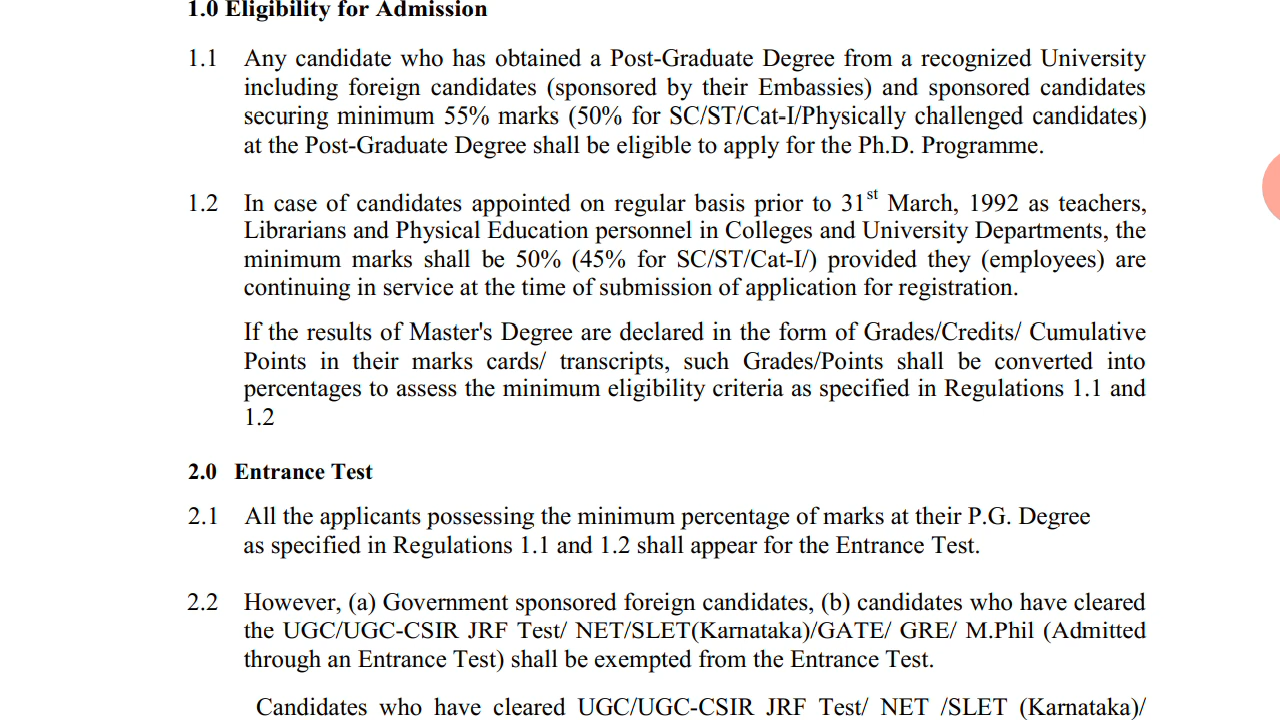 1.0 Eligibility for Admission
1.1 Any candidate who has obtained a Post-Graduate Degree from a recognized University
including foreign candidates (sponsored by their Embassies) and sponsored candidates
securing minimum 55% marks (50% for SC/ST/Cat-I/Physically challenged candidates)
at the Post-Graduate Degree shall be eligible to apply for the Ph.D. Programme.
1.2 In case of candidates appointed on regular basis prior to 31st March, 1992 as teachers,
Librarians and Physical Education personnel in Colleges and University Departments, the
minimum marks shall be 50% (45% for SC/ST/Cat-I/) provided they (employees) are
continuing in service at the time of submission of application for registration.
If the results of Master's Degree are declared in the form of Grades/Credits/ Cumulative
Points in their marks cards/ transcripts, such Grades/Points shall be converted into
percentages to assess the minimum eligibility criteria as specified in Regulations 1.1 and
1.2
2.0 Entrance Test
2.1 All the applicants possessing the minimum percentage of marks at their P.G. Degree
as specified in Regulations 1.1 and 1.2 shall appear for the Entrance Test.
2.2 However, (a) Government sponsored foreign candidates, (b) candidates who have cleared
the UGC/UGC-CSIR JRF Test/ NET/SLET(Karnataka)/GATE/ GRE/ M.Phil (Admitted
through an Entrance Test) shall be exempted from the Entrance Test.
Candidates who have cleared UGC/UGC-CSIR JRF Test/ NET /SLET (Karnataka)/